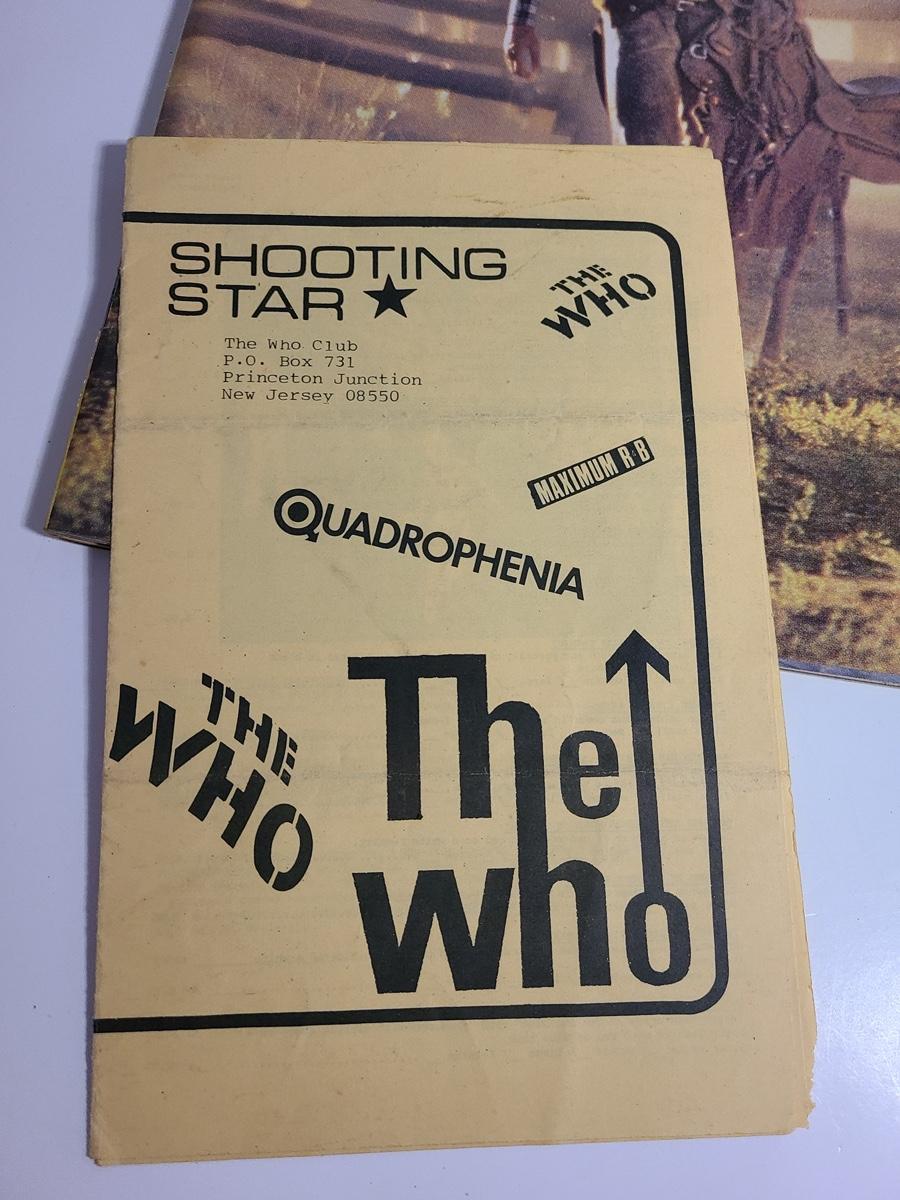 SHOOTING
STAR ★
THE
WHO
The Who Club
P.O. Box 731
Princeton Junction
New Jersey 08550
MAXIMUM R&B
QUADROPHENIA
THE
WHO
The
who